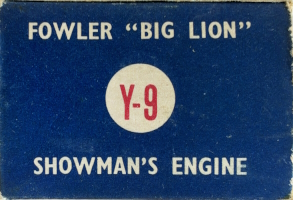 FOWLER "BIG LION"
Y-9
SHOWMAN'S ENGINE